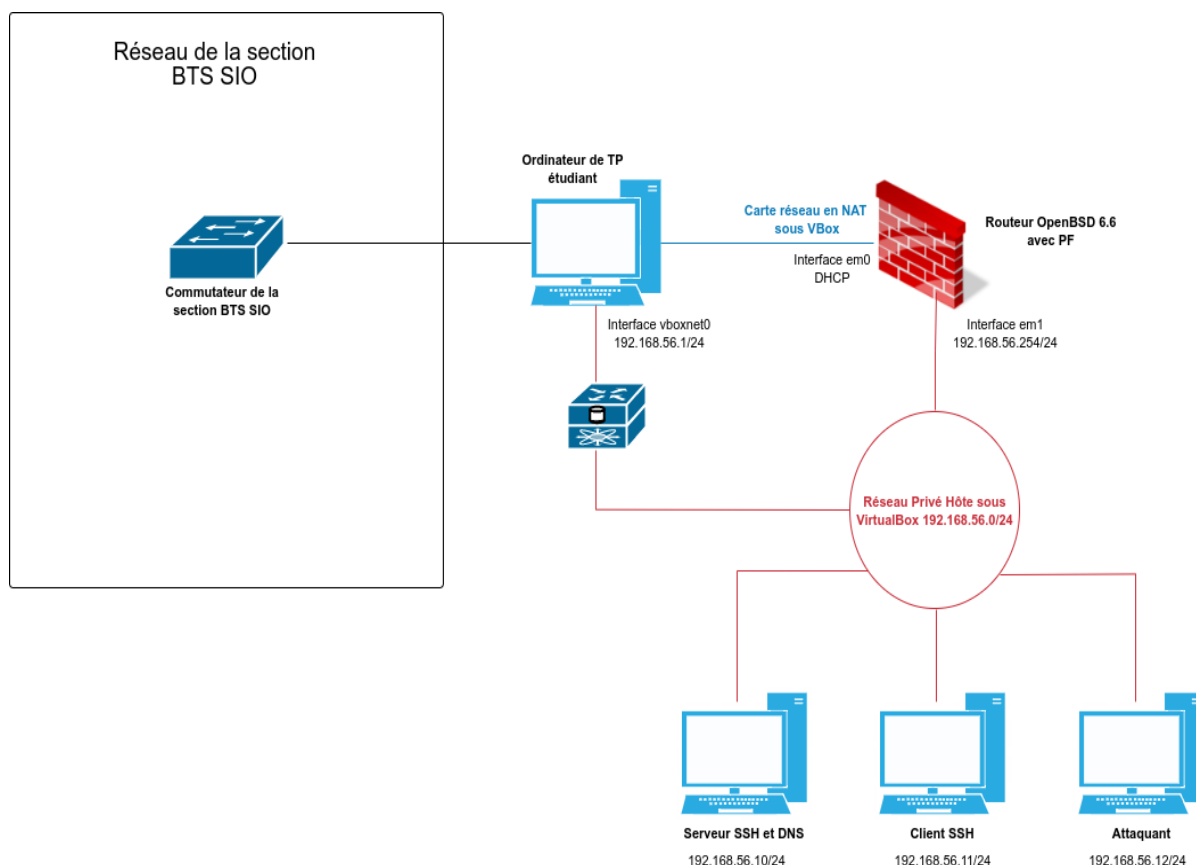 Réseau de la section
BTS SIO
Ordinateur de TP
étudiant
Carte réseau en NAT
sous VBox
Interface em0
DHCP
Routeur OpenBSD 6.6
avec PF
Commutateur de la
section BTS SIO
Interface vboxnet0
192.168.56.1/24
Interface em1
192.168.56.254/24
Réseau Privé Hôte sous
VirtualBox 192.168.56.0/24
Serveur SSH et DNS
192.168.56.10/24
Client SSH
192.168.56.11/24
Attaquant
192.168.56.12/24